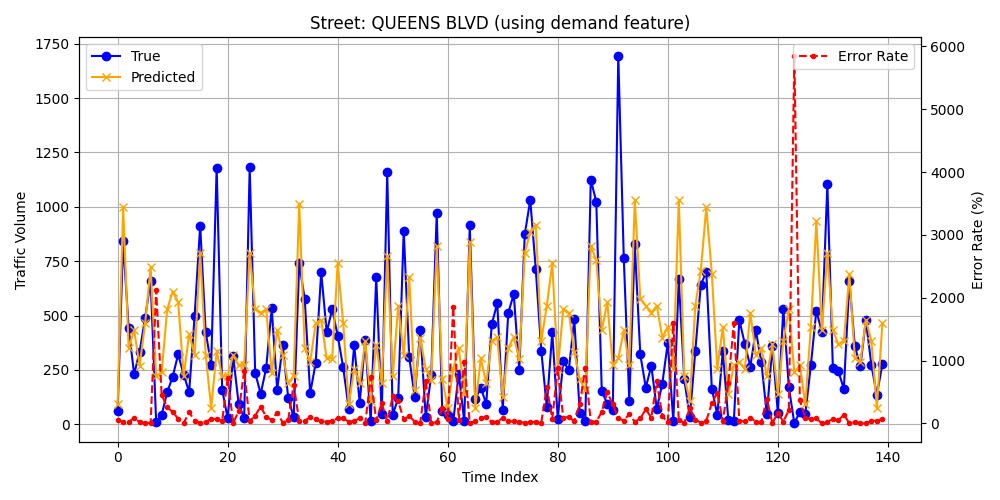 Street: QUEENS BLVD (using demand feature)
True
Predicted
Error Rate
Traffic Volume
1750
1500
1250
1000
750
500
250
0
6000
5000
4000
3000
2000
1000
0
Error Rate (%)
0 20 40 60 80 100 120 140
Time Index